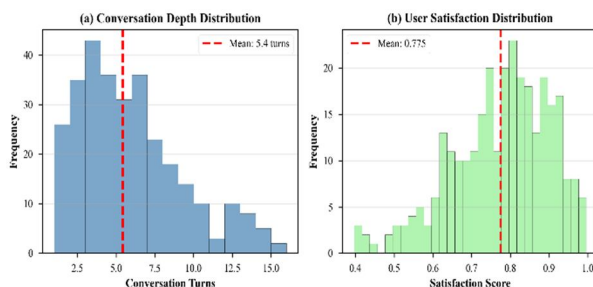 (a) Conversation Depth Distribution
Mean: 5.4 turns
40
30
20
10
0
Frequency
2.5 5.0 7.5 10.0 12.5 15.0
Conversation Turns
(b) User Satisfaction Distribution
Mean: 0.775
20
15
10
5
0
Frequency
0.4 0.5 0.6 0.7 0.8 0.9 1.0
Satisfaction Score